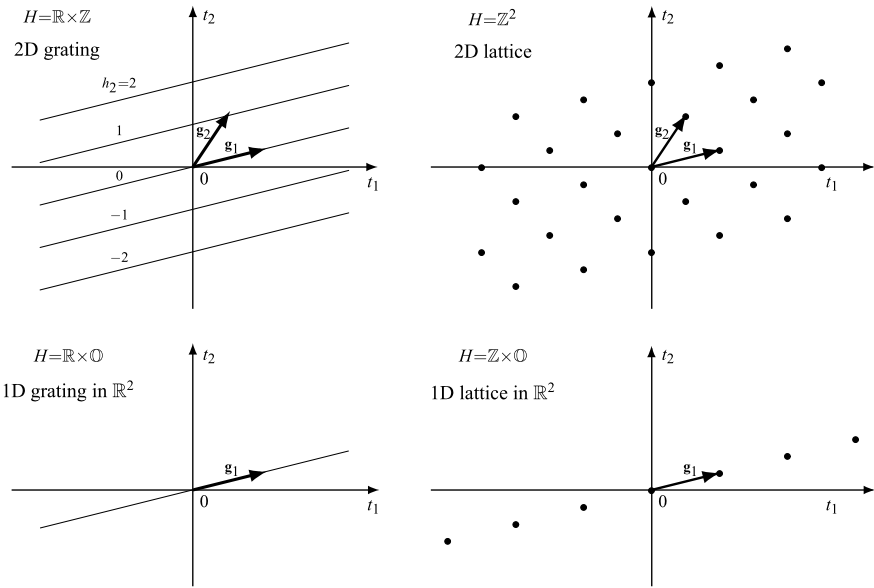 H=ℝ×ℤ
2D grating
t₂
h₂=2
1
g₂
g₁
0
0
t₁
−1
−2
H=ℤ²
2D lattice
t₂
g₂
g₁
0
t₁
H=ℝ×𝕆
1D grating in ℝ²
t₂
g₁
0
t₁
H=ℤ×𝕆
1D lattice in ℝ²
t₂
g₁
0
t₁